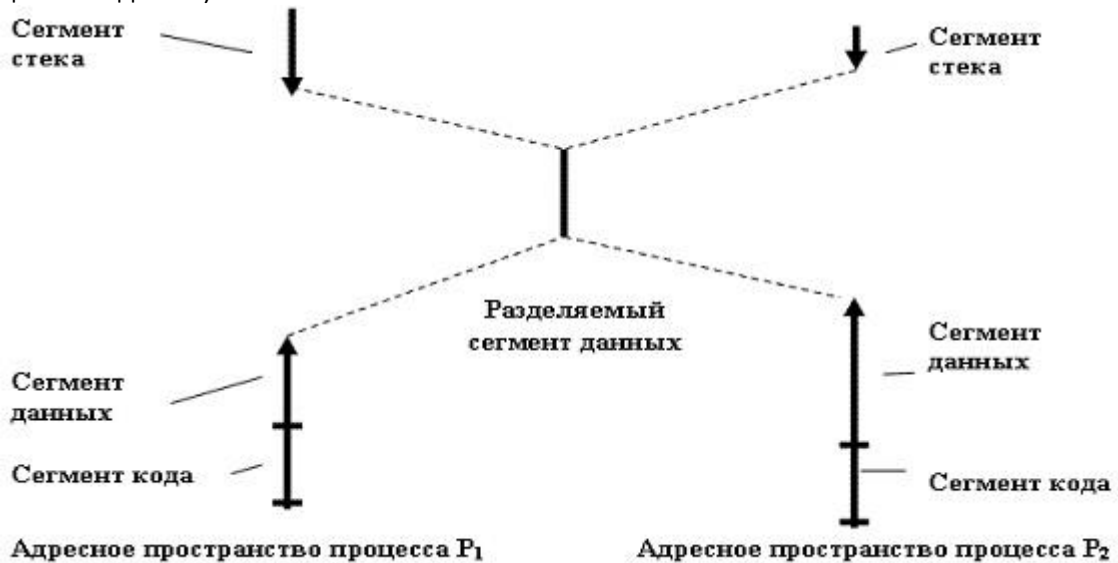 Сегмент
стека
Сегмент
стека
Разделяемый
сегмент данных
Сегмент
данных
Сегмент
данных
Сегмент кода
Сегмент кода
Адресное пространство процесса P₁
Адресное пространство процесса P₂